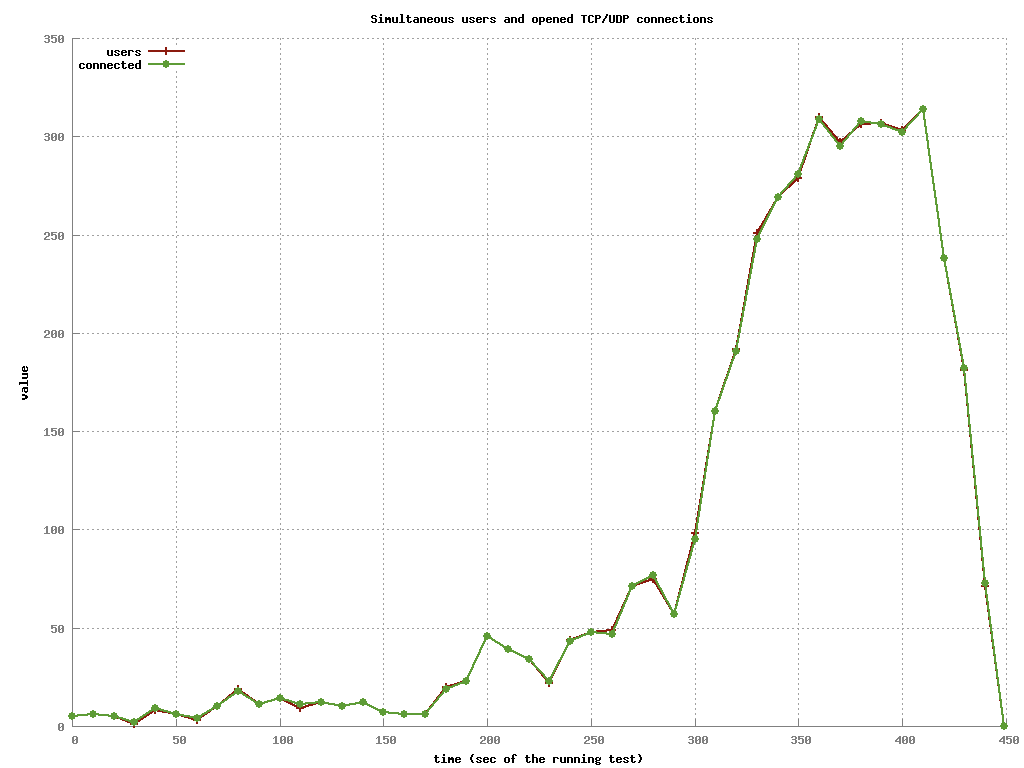 Simultaneous users and opened TCP/UDP connections
350
users
connected
300
250
200
value
150
100
50
0
0 50 100 150 200 250 300 350 400 450
time (sec of the running test)